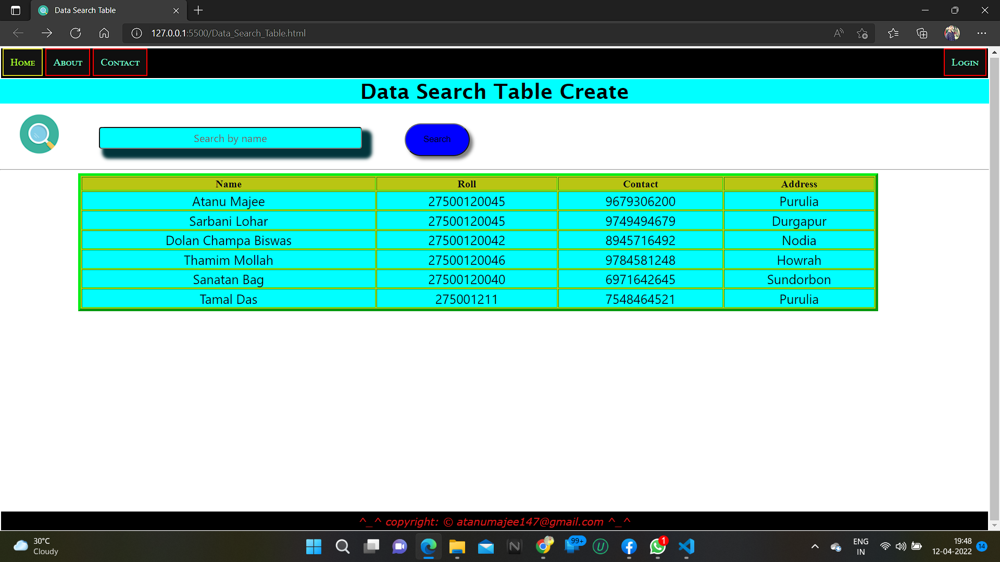 Data Search Table
127.0.0.1:5500/Data_Search_Table.html
Home About Contact Login
Data Search Table Create
Search by name Search
Name Roll Contact Address
Atanu Majee 27500120045 9679306200 Purulia
Sarbani Lohar 27500120045 9749494679 Durgapur
Dolan Champa Biswas 27500120042 8945716492 Nodia
Thamim Mollah 27500120046 9784581248 Howrah
Sanatan Bag 27500120040 6971642645 Sundorbon
Tamal Das 275001211 7548464521 Purulia
^_^ copyright: © atanumajee147@gmail.com ^_^
30°C
Cloudy
99+
1
ENG
IN
19:48
12-04-2022
14